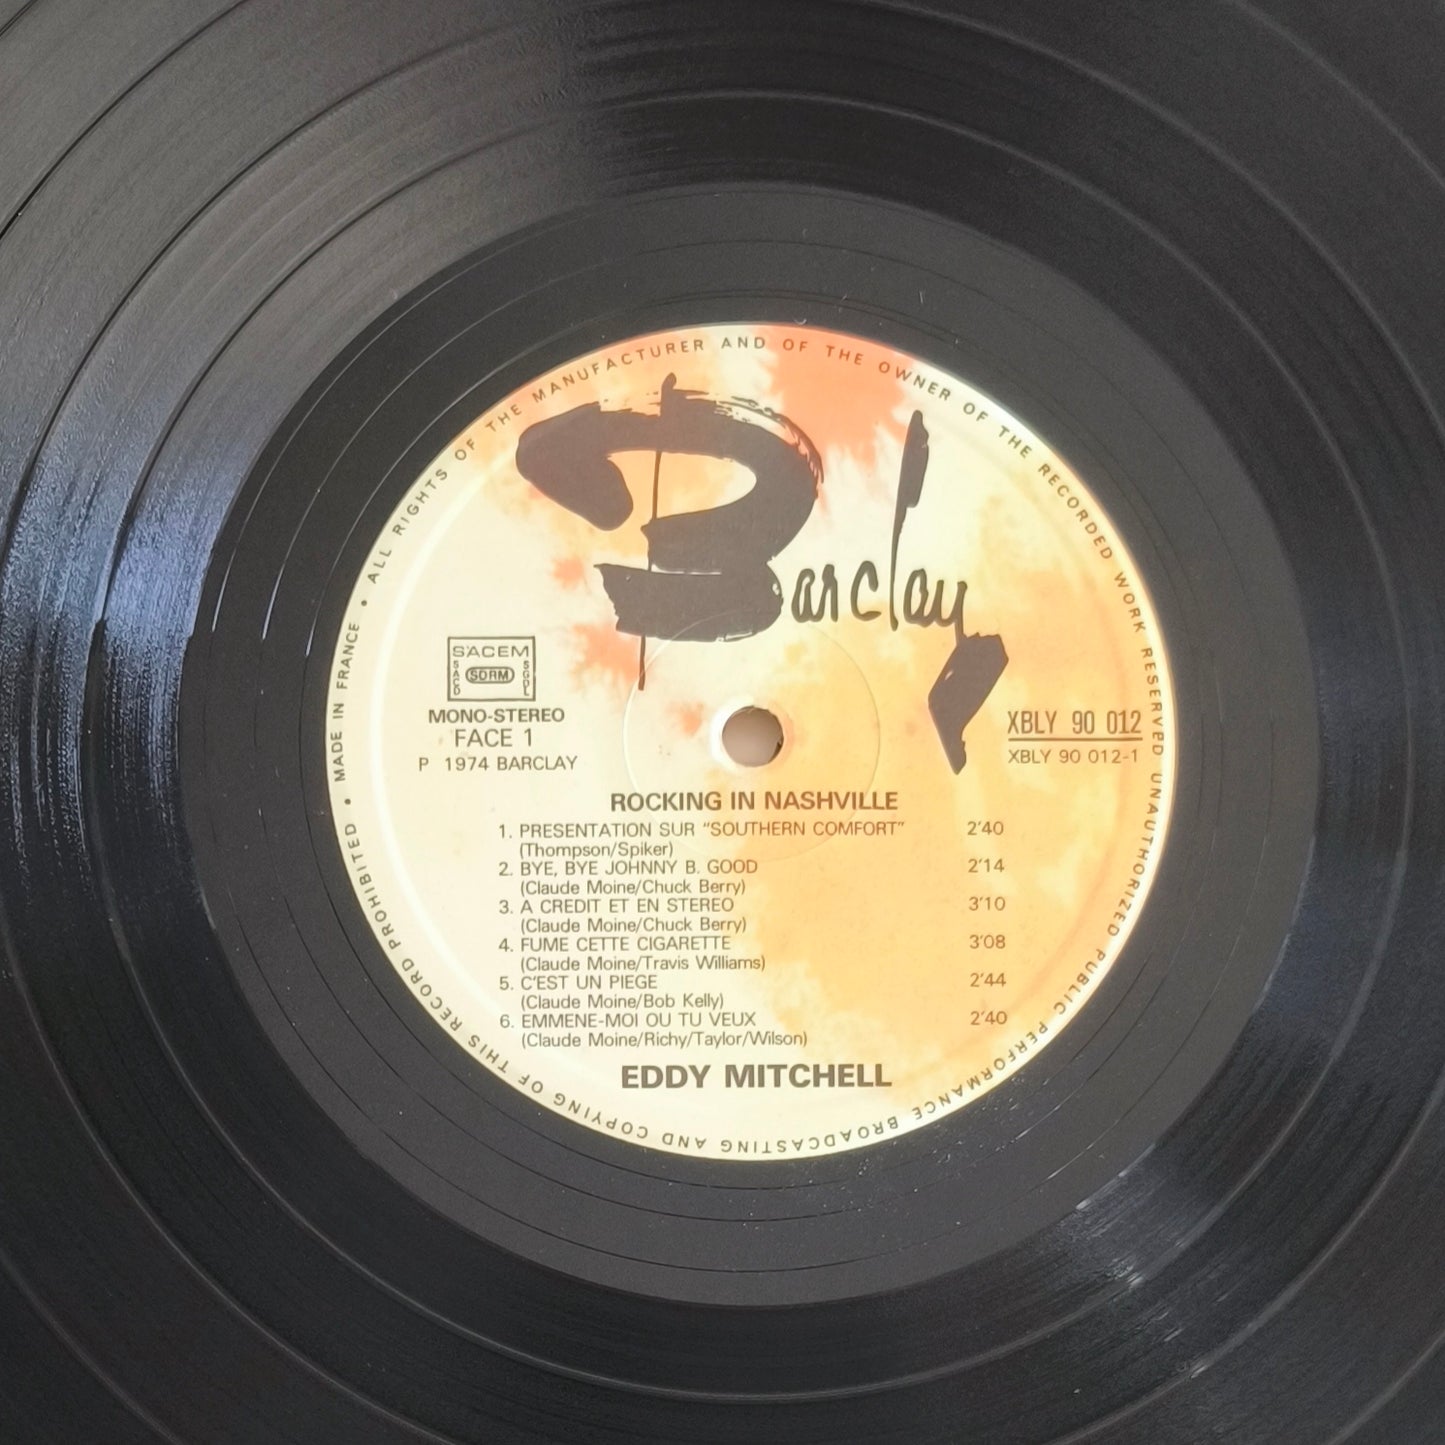 • ALL RIGHTS OF THE MANUFACTURER AND OF THE OWNER OF THE RECORDED WORK RESERVED UNAUTHORIZED PUBLIC PERFORMANCE BROADCASTING AND COPYING OF THIS RECORD PROHIBITED • MADE IN FRANCE
Barclay
SACEM
SACD SDRM SGDL
MONO-STEREO
FACE 1
P 1974 BARCLAY
XBLY 90 012
XBLY 90 012-1
ROCKING IN NASHVILLE
1. PRESENTATION SUR "SOUTHERN COMFORT" 2'40
(Thompson/Spiker)
2. BYE, BYE JOHNNY B. GOOD 2'14
(Claude Moine/Chuck Berry)
3. A CREDIT ET EN STEREO 3'10
(Claude Moine/Chuck Berry)
4. FUME CETTE CIGARETTE 3'08
(Claude Moine/Travis Williams)
5. C'EST UN PIEGE 2'44
(Claude Moine/Bob Kelly)
6. EMMENE-MOI OU TU VEUX 2'40
(Claude Moine/Richy/Taylor/Wilson)
EDDY MITCHELL